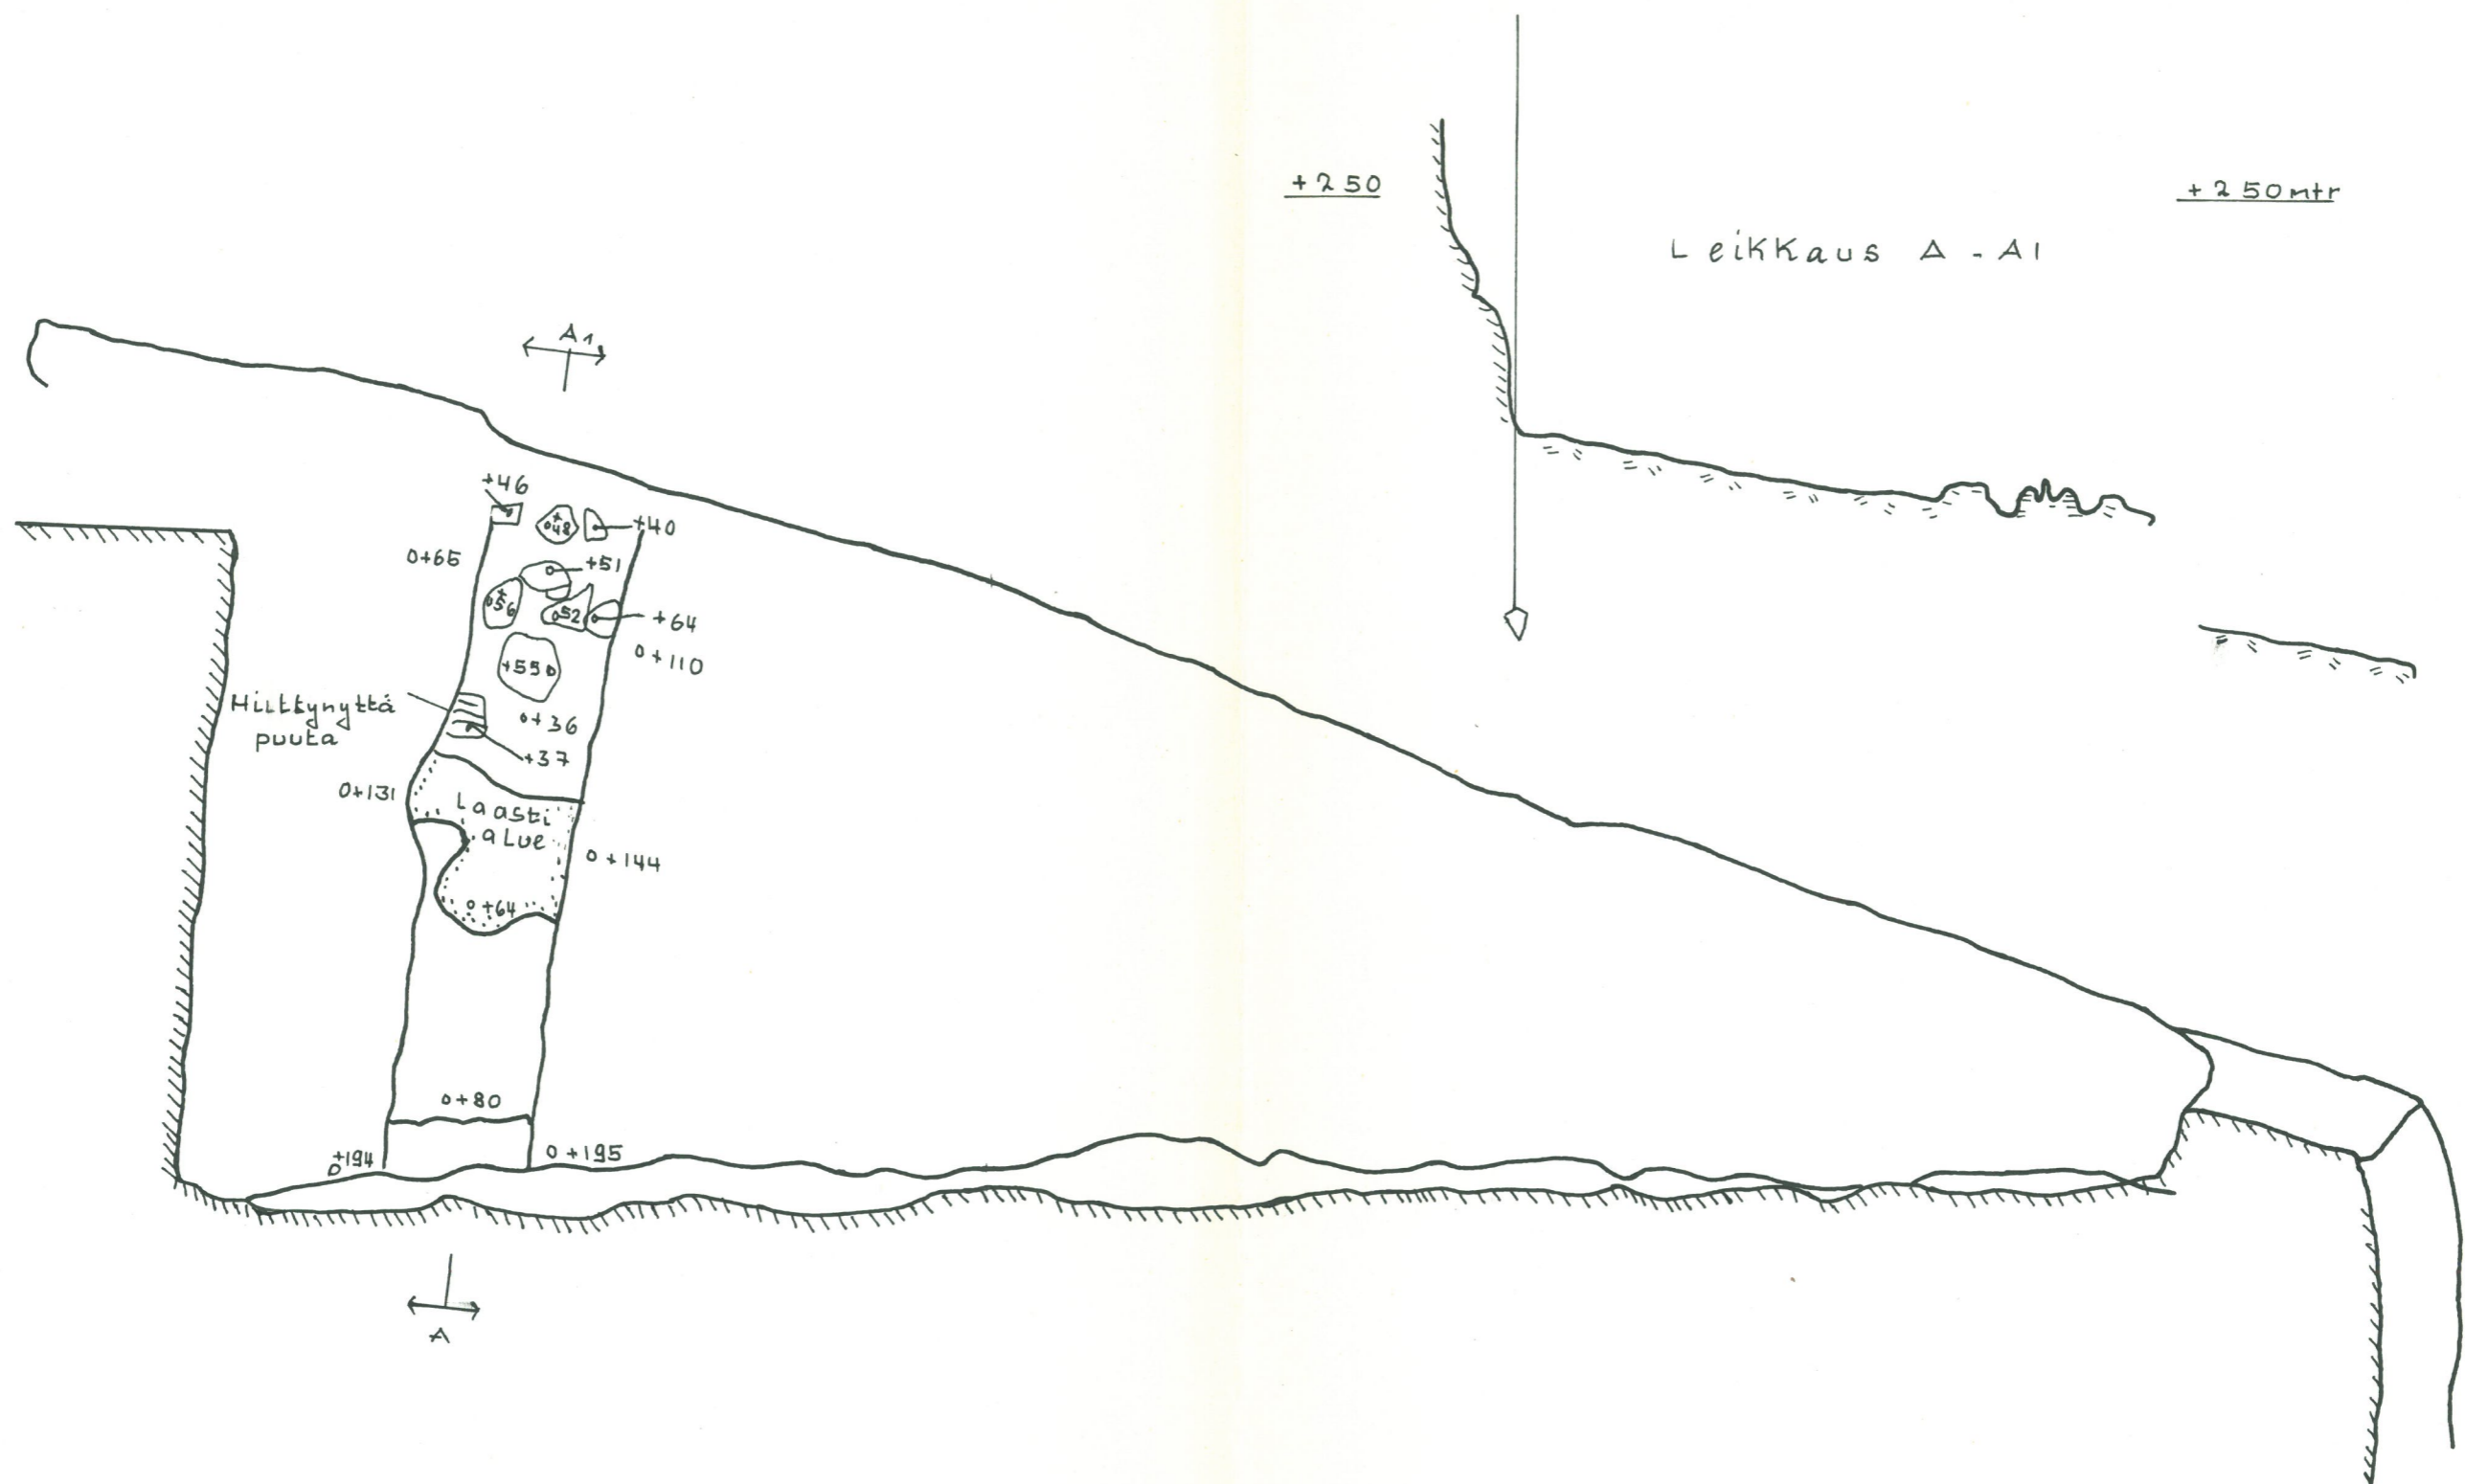 +250
+250mtr
Leikkaus A - A1
A1
+46
+48
+40
0+65
+51
+56
52
+64
0+110
+55
Hiiltynyttä
puuta
0+36
+37
0+131
Laasti
alue
0+144
0+64
0+80
+194
0+195
A